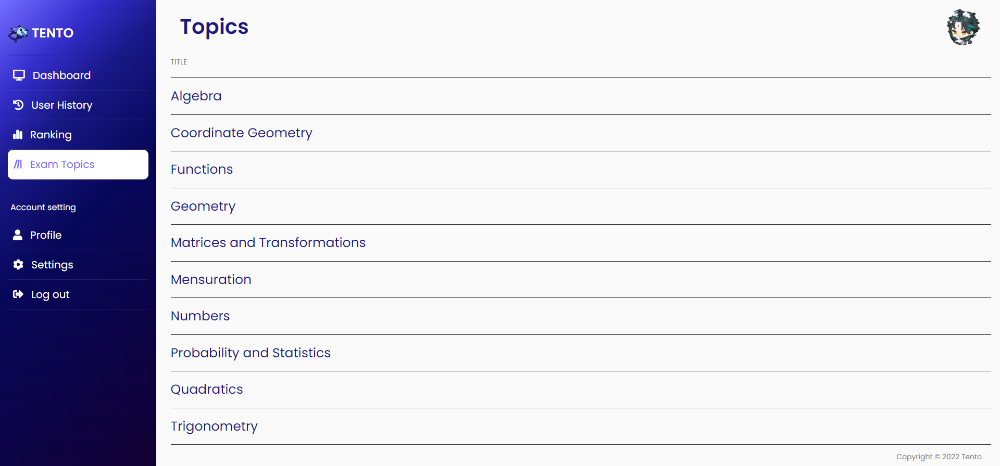 TENTO
Dashboard
User History
Ranking
Exam Topics
Account setting
Profile
Settings
Log out
Topics
TITLE
Algebra
Coordinate Geometry
Functions
Geometry
Matrices and Transformations
Mensuration
Numbers
Probability and Statistics
Quadratics
Trigonometry
Copyright © 2022 Tento